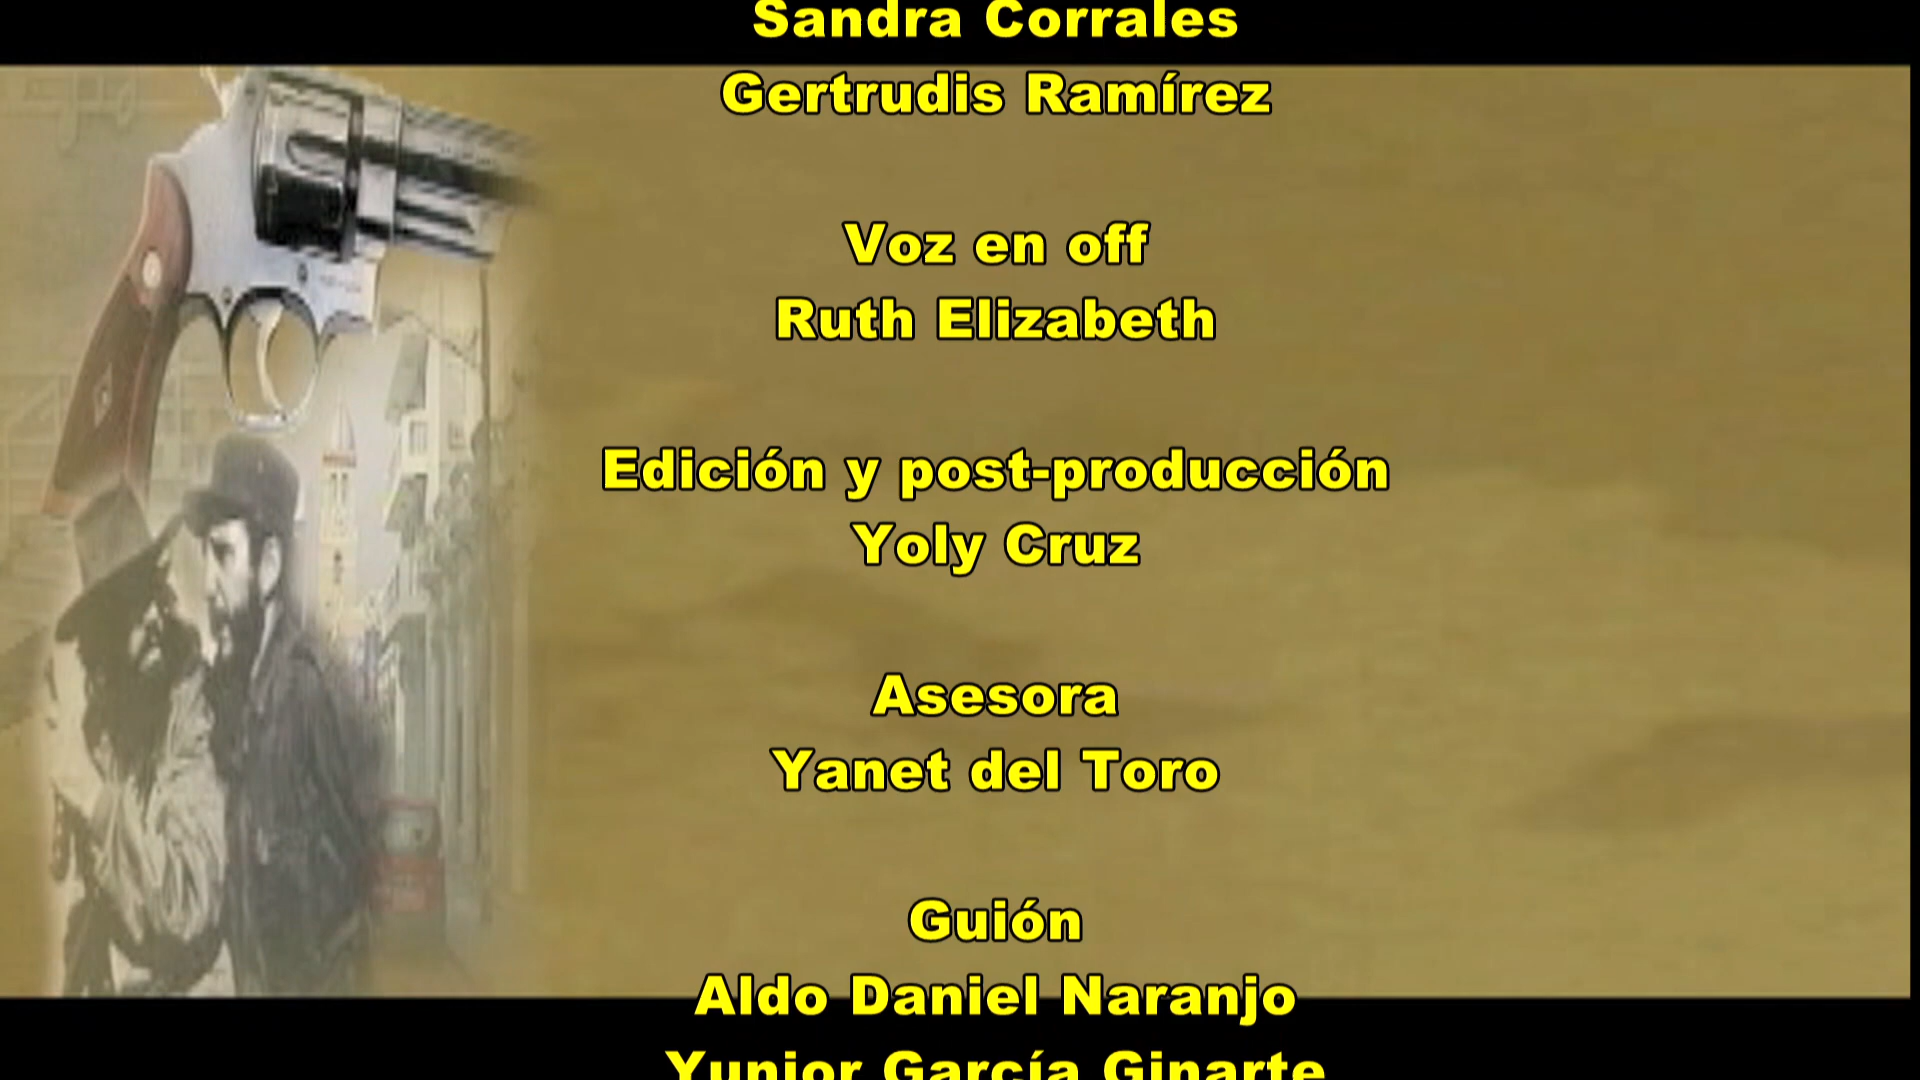 Sandra Corrales
Gertrudis Ramírez
Voz en off
Ruth Elizabeth
Edición y post-producción
Yoly Cruz
Asesora
Yanet del Toro
Guión
Aldo Daniel Naranjo
Yunior García Ginarte